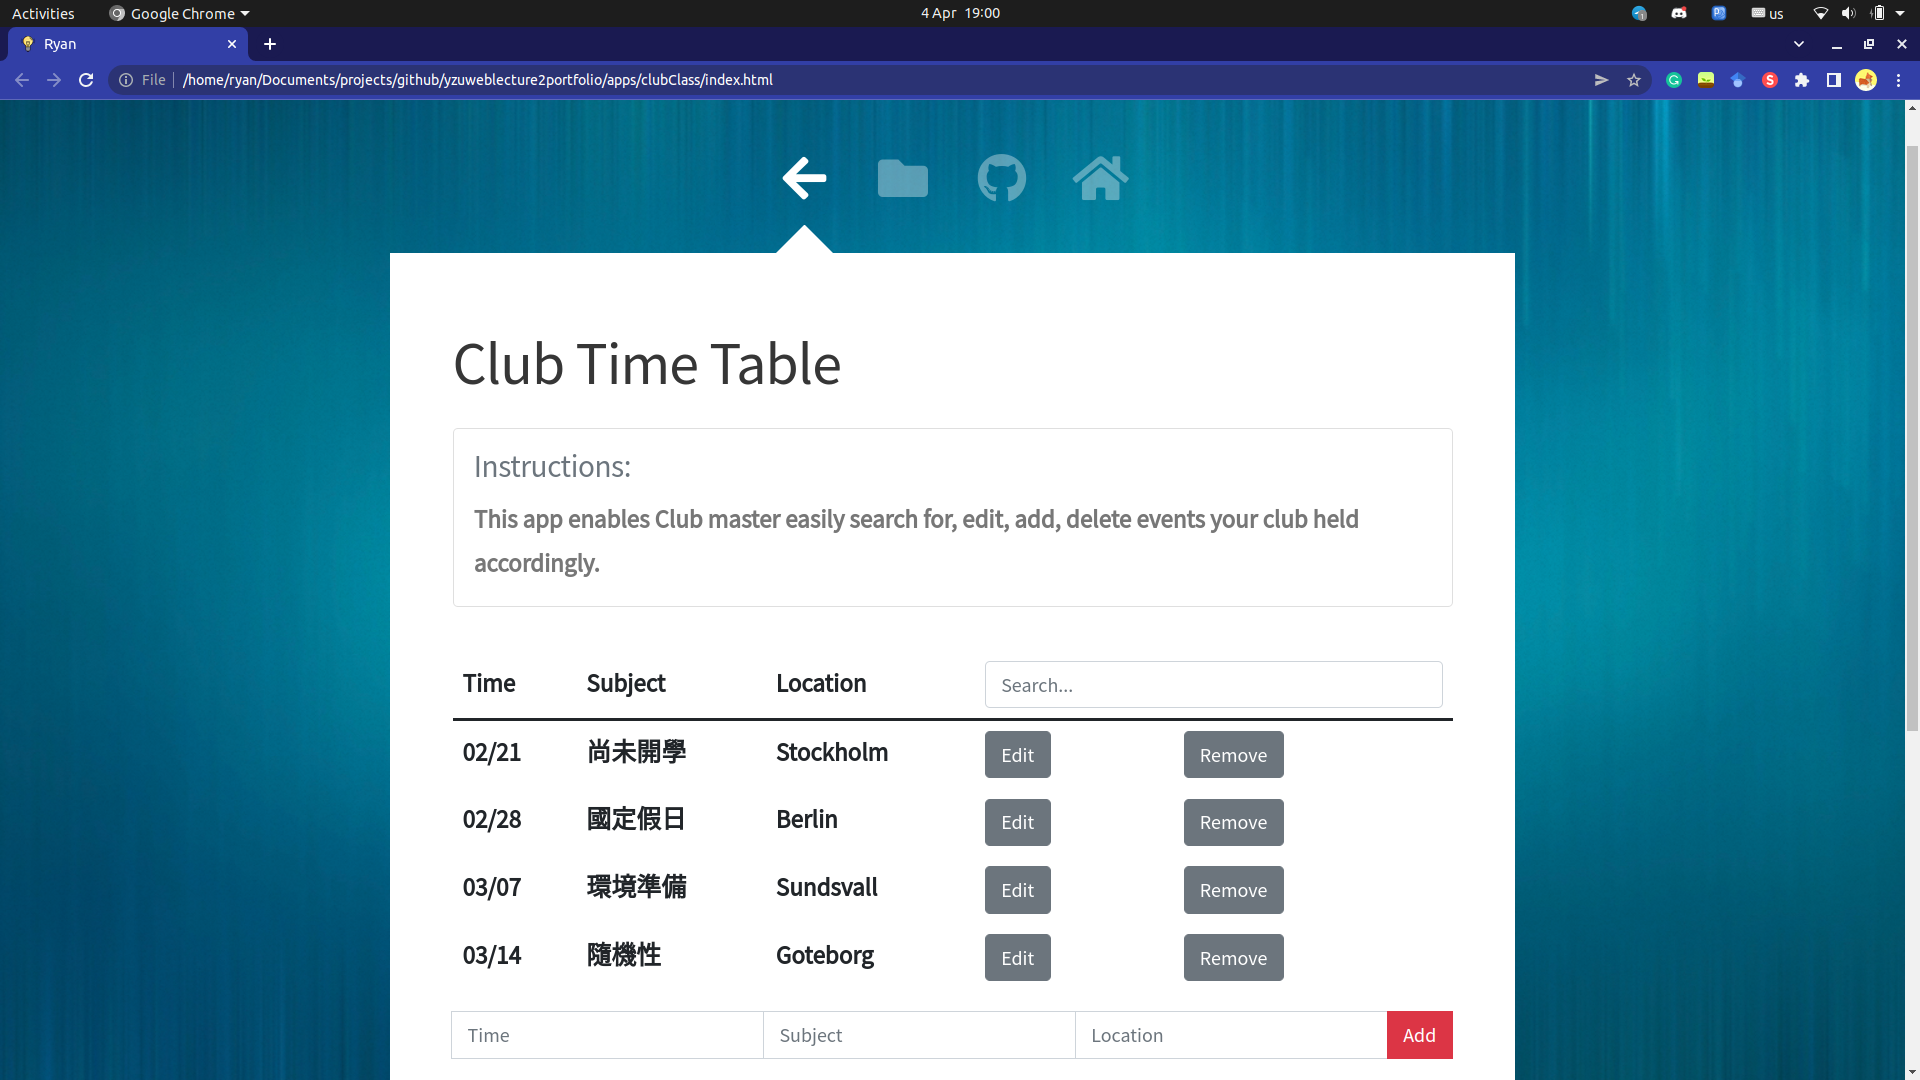 Activities Google Chrome 4 Apr 19:00 us
Ryan
File /home/ryan/Documents/projects/github/yzuweblecture2portfolio/apps/clubClass/index.html
Club Time Table
Instructions:
This app enables Club master easily search for, edit, add, delete events your club held
accordingly.
Time Subject Location Search...
02/21 尚未開學 Stockholm Edit Remove
02/28 國定假日 Berlin Edit Remove
03/07 環境準備 Sundsvall Edit Remove
03/14 隨機性 Goteborg Edit Remove
Time Subject Location Add